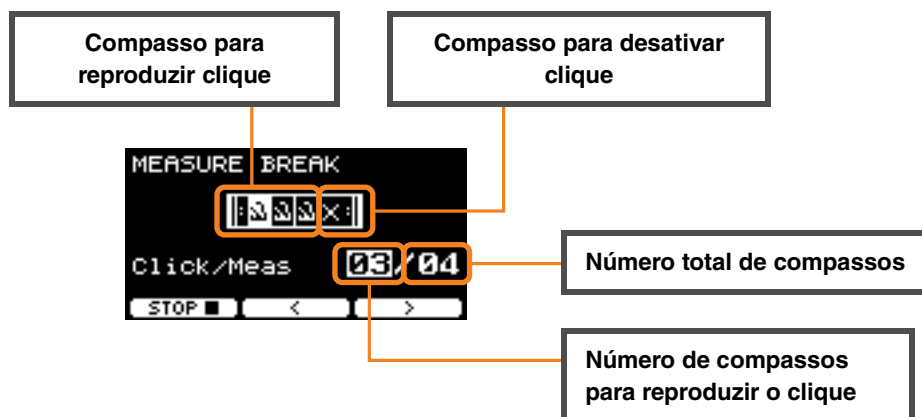 Compasso para
reproduzir clique
Compasso para desativar
clique
MEASURE BREAK
Click/Meas 03/04
STOP ■ < >
Número total de compassos
Número de compassos
para reproduzir o clique